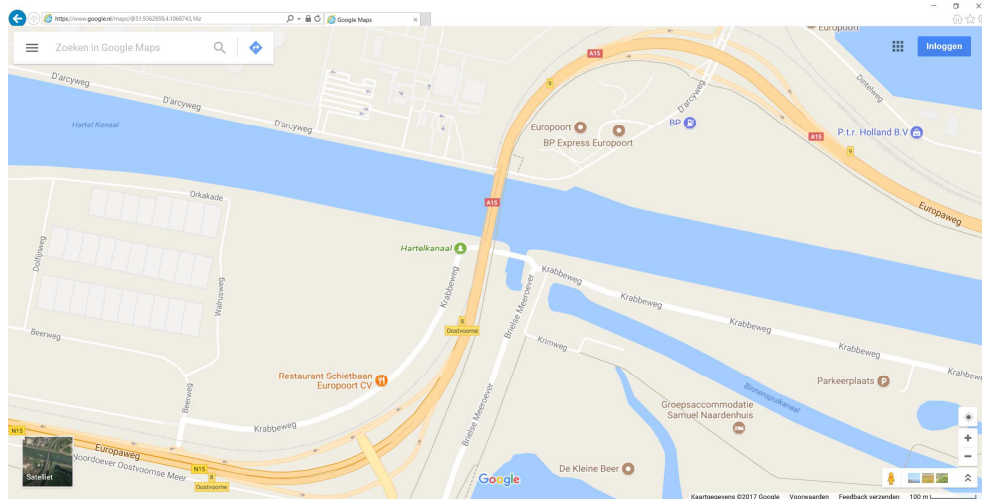 https://www.google.nl/maps/@51.9362959,4.1068743,16z
Google Maps
Zoeken in Google Maps
Inloggen
Europoort
A15
9
D'arcyweg
D'arcyweg
D'arcyweg
D'arcyweg
Dintelweg
Hartel Kanaal
Europoort
BP Express Europoort
BP
P.t.r. Holland B.V
A15
9
Orkakade
A15
Europaweg
Dolfijnweg
Walrusweg
Hartelkanaal
Krabbeweg
Krabbeweg
Krabbeweg
Krabbeweg
Krabbeweg
Brielse Meeroever
Krimweg
8
Oostvoorne
Beerweg
Beerweg
Restaurant Schietbaan
Europoort CV
Parkeerplaats
P
Binnenspuikanaal
Groepsaccommodatie
Samuel Naardenhuis
Krabbeweg
Brielse Meeroever
N15
Europaweg
Noordoever Oostvoornse Meer
N15
8
Oostvoorne
Satelliet
Google
De Kleine Beer
Kaartgegevens ©2017 Google Voorwaarden Feedback verzenden 100 m